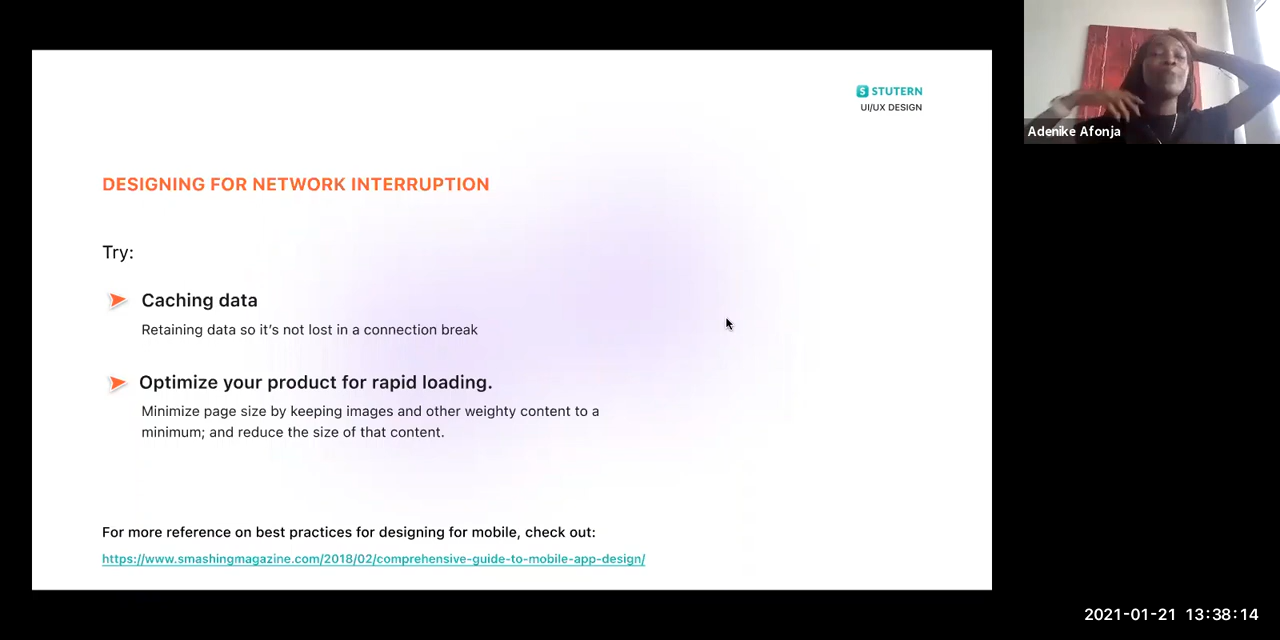 STUTERN
UI/UX DESIGN
DESIGNING FOR NETWORK INTERRUPTION
Try:
Caching data
Retaining data so it’s not lost in a connection break
Optimize your product for rapid loading.
Minimize page size by keeping images and other weighty content to a
minimum; and reduce the size of that content.
For more reference on best practices for designing for mobile, check out:
https://www.smashingmagazine.com/2018/02/comprehensive-guide-to-mobile-app-design/
Adenike Afonja
2021-01-21 13:38:14